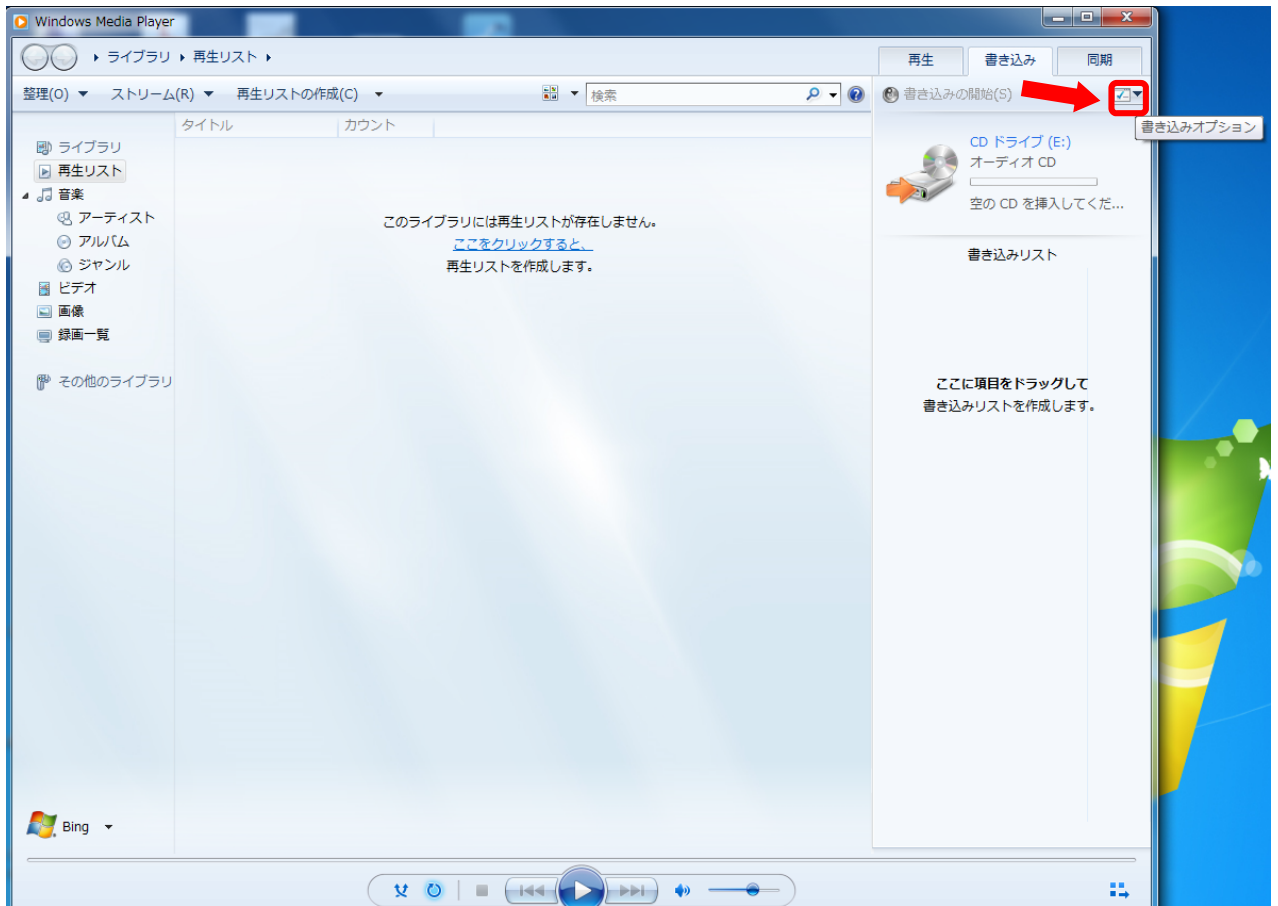 Windows Media Player
ライブラリ 再生リスト
再生 書き込み 同期
整理(O) ストリーム(R) 再生リストの作成(C) 検索
書き込みの開始(S)
書き込みオプション
タイトル カウント
ライブラリ
再生リスト
音楽
アーティスト
アルバム
ジャンル
ビデオ
画像
録画一覧
その他のライブラリ
このライブラリには再生リストが存在しません。
ここをクリックすると、
再生リストを作成します。
CD ドライブ (E:)
オーディオ CD
空の CD を挿入してくだ...
書き込みリスト
ここに項目をドラッグして
書き込みリストを作成します。
Bing